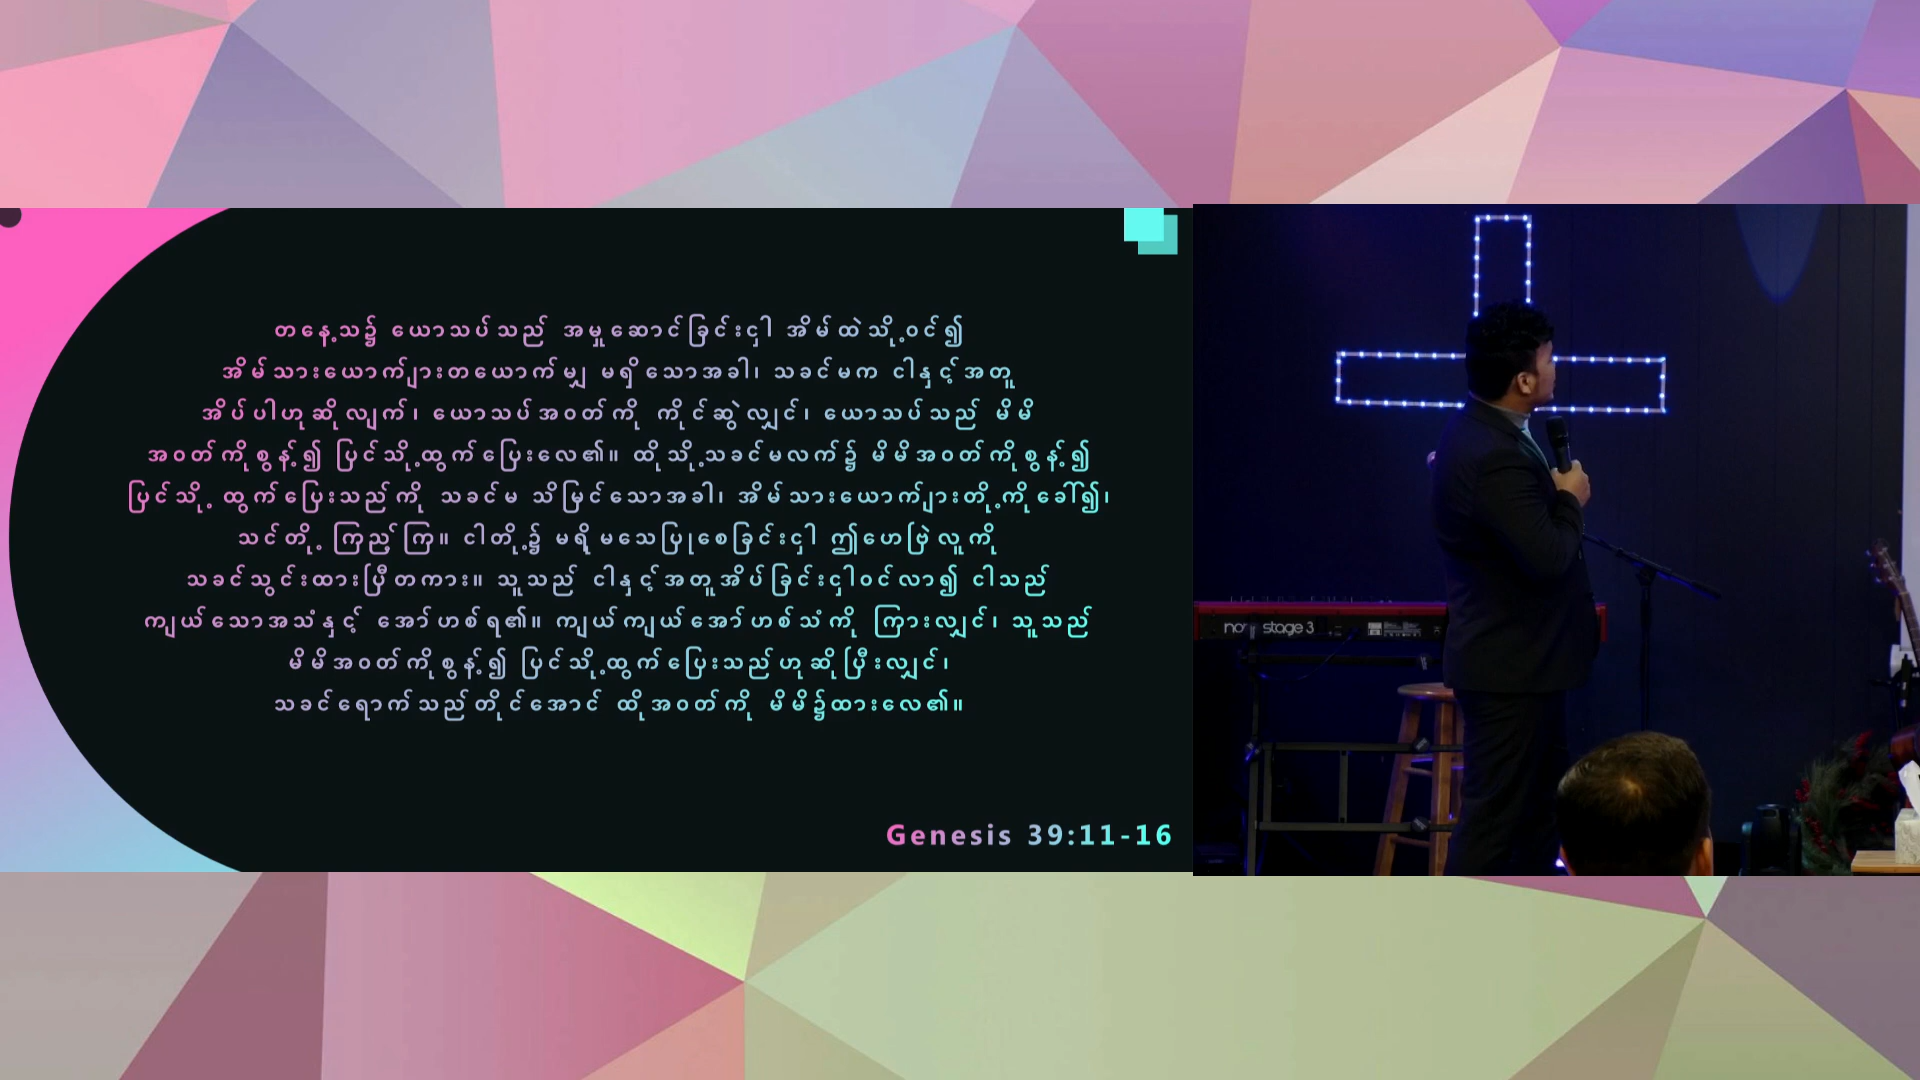 တနေ့သ၌ ယောသပ်သည် အမှုဆောင်ခြင်းငှါ အိမ်ထဲသို့ဝင်၍
အိမ်သားယောက်ျားတယောက်မျှ မရှိသောအခါ၊ သခင်မက ငါနှင့်အတူ
အိပ်ပါဟုဆိုလျက်၊ ယောသပ်အဝတ်ကို ကိုင်ဆွဲလျှင်၊ ယောသပ်သည် မိမိ
အဝတ်ကိုစွန့်၍ ပြင်သို့ထွက်ပြေးလေ၏။ ထိုသို့သခင်မလက်၌ မိမိအဝတ်ကိုစွန့်၍
ပြင်သို့ ထွက်ပြေးသည်ကို သခင်မ သိမြင်သောအခါ၊ အိမ်သားယောက်ျားတို့ကိုခေါ်၍၊
သင်တို့ ကြည့်ကြ။ ငါတို့၌ မရိုမသေပြုစေခြင်းငှါ ဤဟေဗြဲလူကို
သခင်သွင်းထားပြီတကား။ သူသည် ငါနှင့်အတူအိပ်ခြင်းငှါဝင်လာ၍ ငါသည်
ကျယ်သောအသံနှင့် အော်ဟစ်ရ၏။ ကျယ်ကျယ်အော်ဟစ်သံကို ကြားလျှင်၊ သူသည်
မိမိအဝတ်ကိုစွန့်၍ ပြင်သို့ထွက်ပြေးသည်ဟုဆိုပြီးလျှင်၊
သခင်ရောက်သည်တိုင်အောင် ထိုအဝတ်ကို မိမိ၌ထားလေ၏။
Genesis 39:11-16
nord stage 3